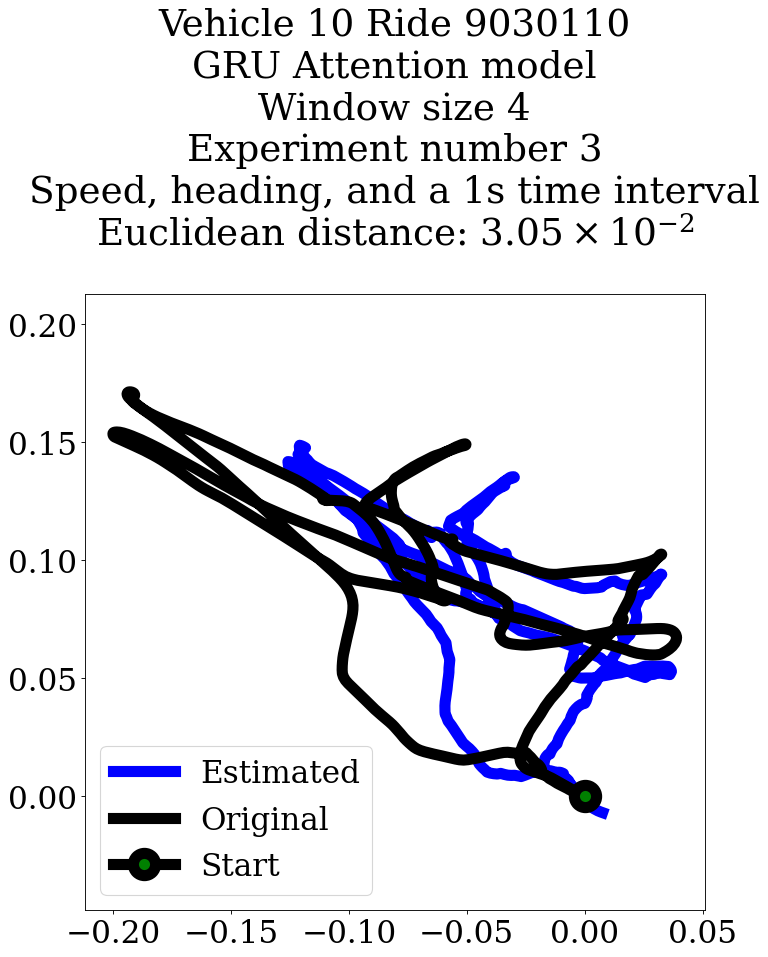 Vehicle 10 Ride 9030110
GRU Attention model
Window size 4
Experiment number 3
Speed, heading, and a 1s time interval
Euclidean distance: 3.05 × 10⁻²
0.20
0.15
0.10
0.05
0.00
Estimated
Original
Start
−0.20 −0.15 −0.10 −0.05 0.00 0.05